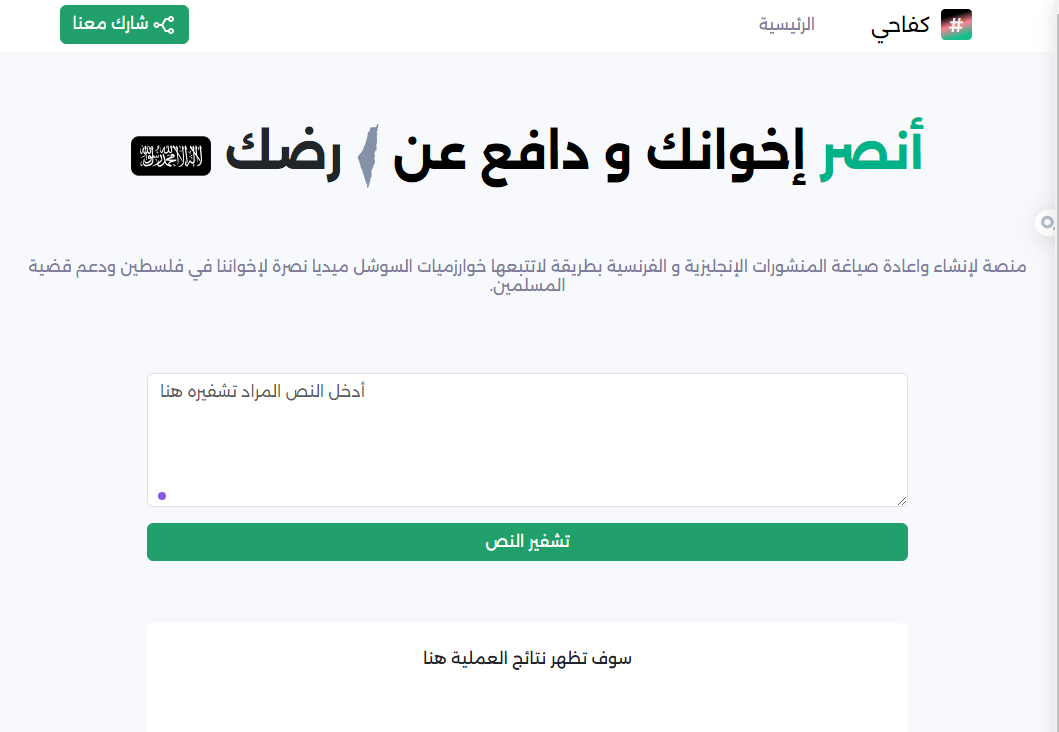 # كفاحي
الرئيسية
شارك معنا
أنصر إخوانك و دافع عن رضك
لا إله إلا الله محمد رسول الله
منصة لإنشاء واعادة صياغة المنشورات الإنجليزية و الفرنسية بطريقة لاتتبعها خوارزميات السوشل ميديا نصرة لإخواننا في فلسطين ودعم قضية
المسلمين.
أدخل النص المراد تشفيره هنا
تشفير النص
سوف تظهر نتائج العملية هنا